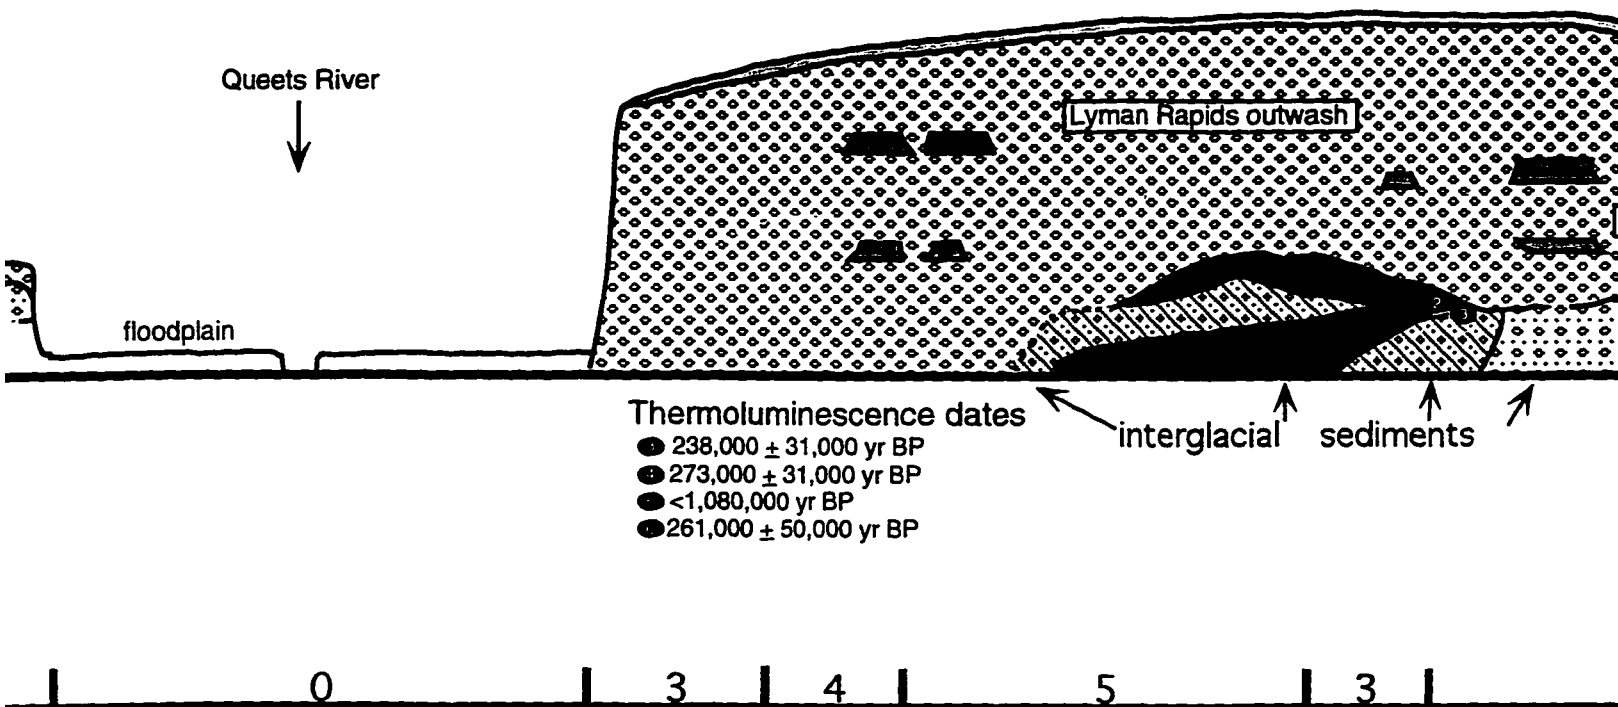 Queets River
Lyman Rapids outwash
floodplain
2
3
Thermoluminescence dates
238,000 ± 31,000 yr BP
273,000 ± 31,000 yr BP
<1,080,000 yr BP
261,000 ± 50,000 yr BP
interglacial sediments
0 3 4 5 3